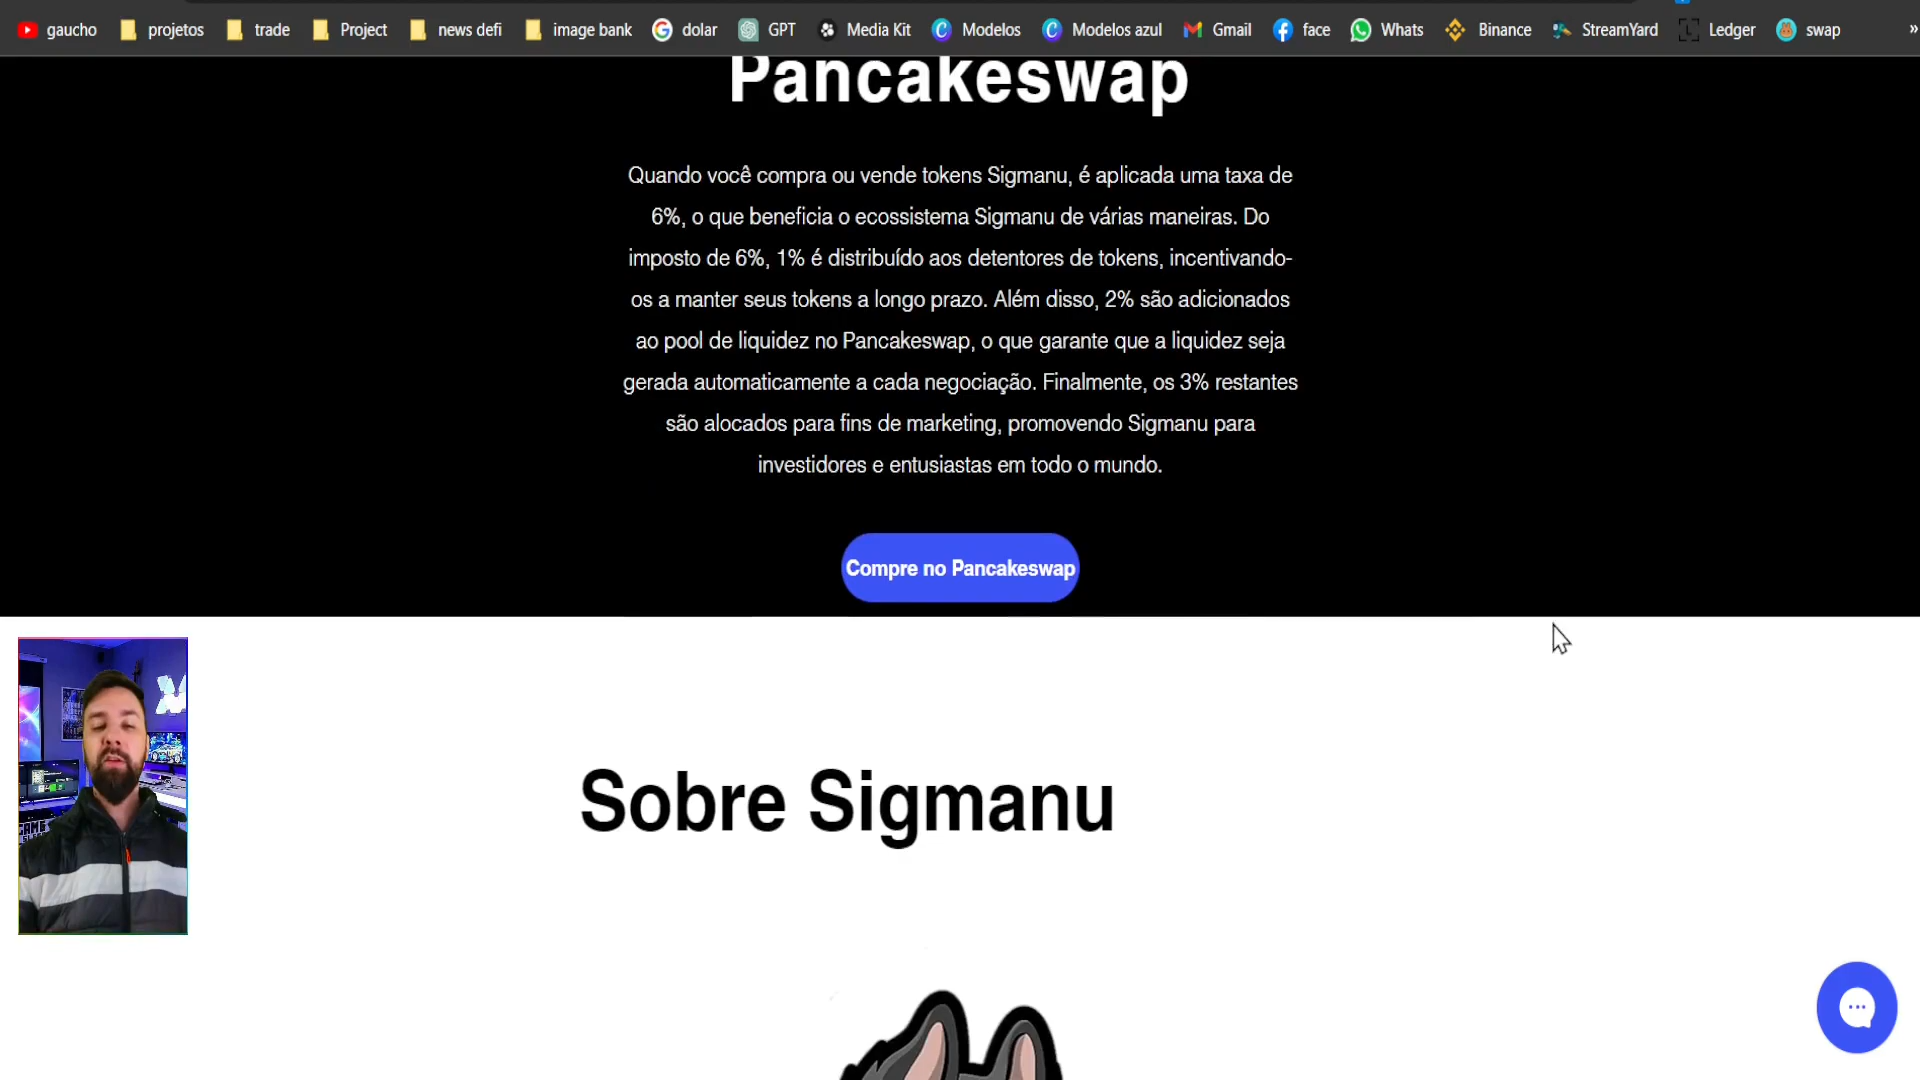 gaucho projetos trade Project news defi image bank dolar GPT Media Kit Modelos Modelos azul Gmail face Whats Binance StreamYard Ledger swap »
Pancakeswap
Quando você compra ou vende tokens Sigmanu, é aplicada uma taxa de
6%, o que beneficia o ecossistema Sigmanu de várias maneiras. Do
imposto de 6%, 1% é distribuído aos detentores de tokens, incentivando-
os a manter seus tokens a longo prazo. Além disso, 2% são adicionados
ao pool de liquidez no Pancakeswap, o que garante que a liquidez seja
gerada automaticamente a cada negociação. Finalmente, os 3% restantes
são alocados para fins de marketing, promovendo Sigmanu para
investidores e entusiastas em todo o mundo.
Compre no Pancakeswap
Sobre Sigmanu